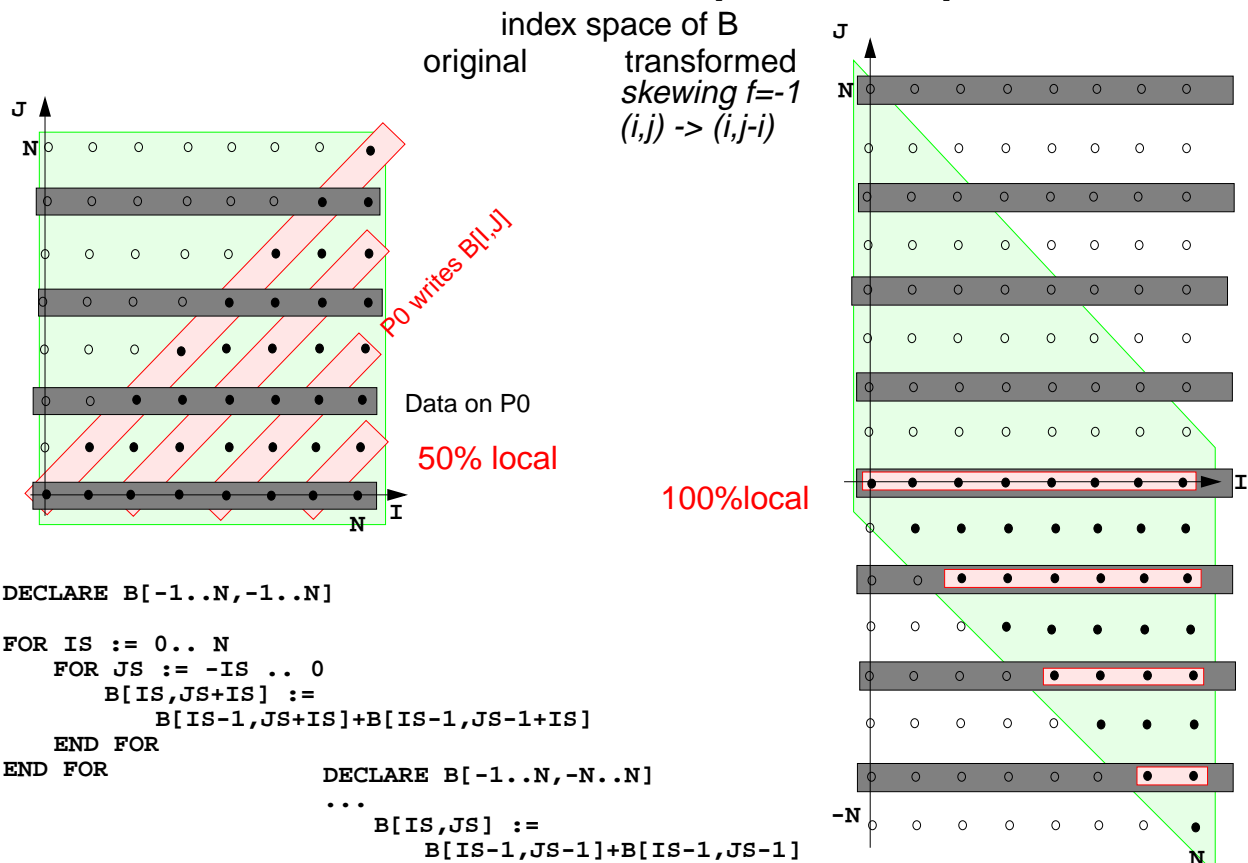 index space of B
original
transformed
skewing f=-1
(i,j) -> (i,j-i)
J
N
P0 writes B[I,J]
Data on P0
50% local
N
I
J
N
100%local
I
-N
N
DECLARE B[-1..N,-1..N]
FOR IS := 0.. N
FOR JS := -IS .. 0
B[IS,JS+IS] :=
B[IS-1,JS+IS]+B[IS-1,JS-1+IS]
END FOR
END FOR
DECLARE B[-1..N,-N..N]
...
B[IS,JS] :=
B[IS-1,JS-1]+B[IS-1,JS-1]